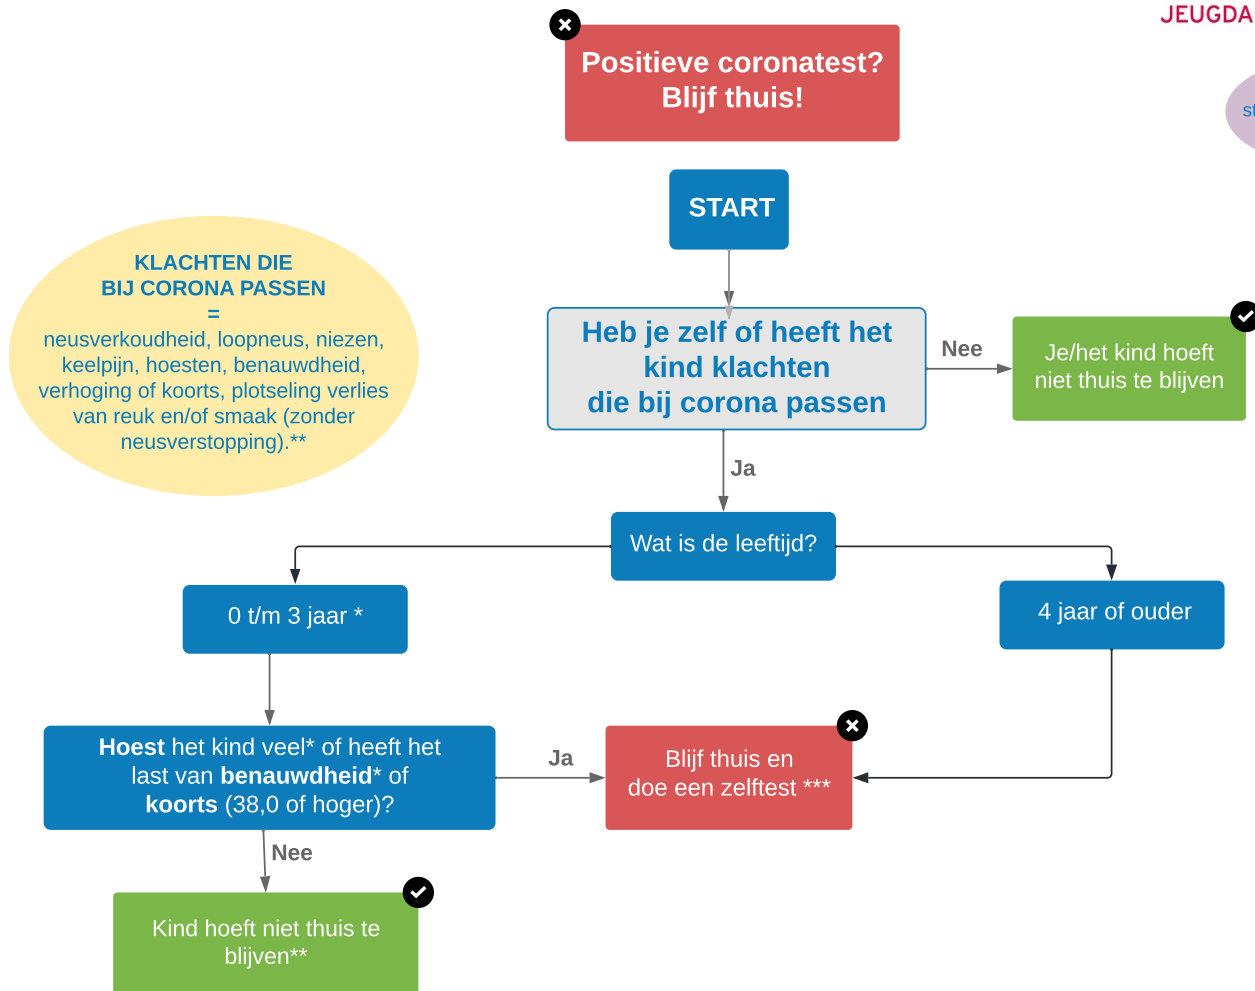 JEUGDA
Positieve coronatest?
Blijf thuis!
st
START
KLACHTEN DIE
BIJ CORONA PASSEN
=
neusverkoudheid, loopneus, niezen,
keelpijn, hoesten, benauwdheid,
verhoging of koorts, plotseling verlies
van reuk en/of smaak (zonder
neusverstopping).**
Heb je zelf of heeft het
kind klachten
die bij corona passen
Nee
Je/het kind hoeft
niet thuis te blijven
Ja
Wat is de leeftijd?
0 t/m 3 jaar *
4 jaar of ouder
Hoest het kind veel* of heeft het
last van benauwdheid* of
koorts (38,0 of hoger)?
Ja
Blijf thuis en
doe een zelftest ***
Nee
Kind hoeft niet thuis te
blijven**